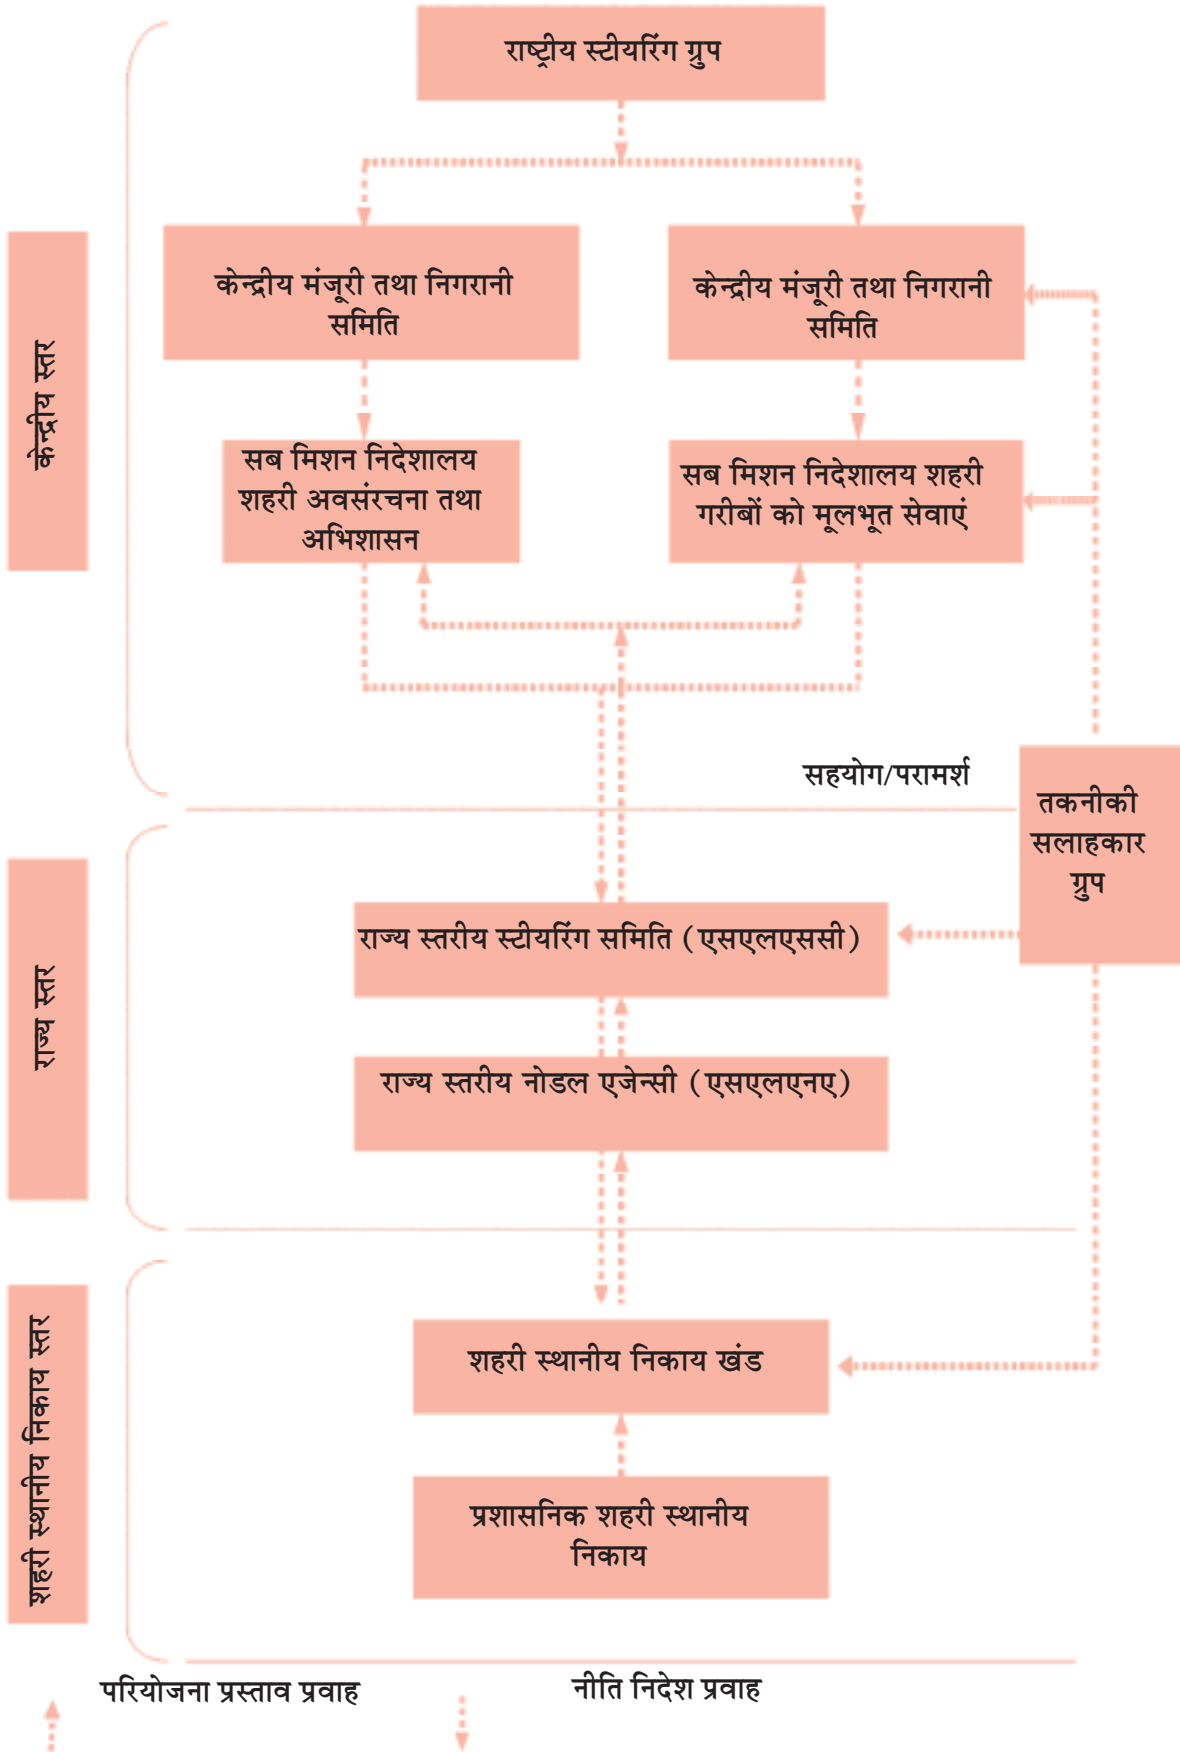 राष्ट्रीय स्टीयरिंग ग्रुप
केन्द्रीय मंजूरी तथा निगरानी
समिति
केन्द्रीय मंजूरी तथा निगरानी
समिति
केन्द्रीय स्तर
सब मिशन निदेशालय
शहरी अवसंरचना तथा
अभिशासन
सब मिशन निदेशालय शहरी
गरीबों को मूलभूत सेवाएं
सहयोग/परामर्श
तकनीकी
सलाहकार
ग्रुप
राज्य स्तर
राज्य स्तरीय स्टीयरिंग समिति (एसएलएससी)
राज्य स्तरीय नोडल एजेन्सी (एसएलएनए)
शहरी स्थानीय निकाय स्तर
शहरी स्थानीय निकाय खंड
प्रशासनिक शहरी स्थानीय
निकाय
परियोजना प्रस्ताव प्रवाह
नीति निदेश प्रवाह